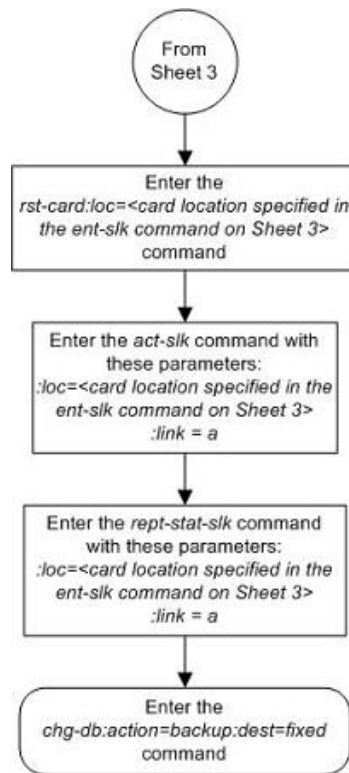 From
Sheet 3
Enter the
rst-card:loc=<card location specified in
the ent-slk command on Sheet 3>
command
Enter the act-slk command with
these parameters:
:loc=<card location specified in the
ent-slk command on Sheet 3>
:link = a
Enter the rept-stat-slk command
with these parameters:
:loc=<card location specified in the
ent-slk command on Sheet 3>
:link = a
Enter the
chg-db:action=backup:dest=fixed
command